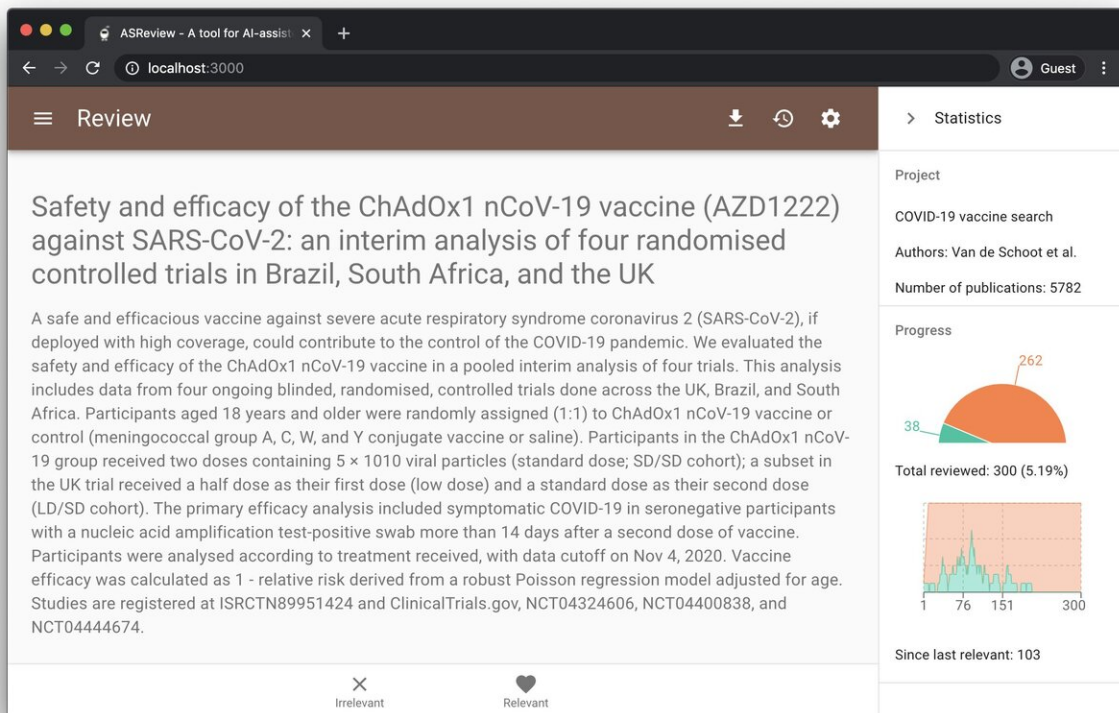 ASReview - A tool for AI-assist
localhost:3000
Guest
Review
Safety and efficacy of the ChAdOx1 nCoV-19 vaccine (AZD1222)
against SARS-CoV-2: an interim analysis of four randomised
controlled trials in Brazil, South Africa, and the UK
A safe and efficacious vaccine against severe acute respiratory syndrome coronavirus 2 (SARS-CoV-2), if
deployed with high coverage, could contribute to the control of the COVID-19 pandemic. We evaluated the
safety and efficacy of the ChAdOx1 nCoV-19 vaccine in a pooled interim analysis of four trials. This analysis
includes data from four ongoing blinded, randomised, controlled trials done across the UK, Brazil, and South
Africa. Participants aged 18 years and older were randomly assigned (1:1) to ChAdOx1 nCoV-19 vaccine or
control (meningococcal group A, C, W, and Y conjugate vaccine or saline). Participants in the ChAdOx1 nCoV-
19 group received two doses containing 5 × 1010 viral particles (standard dose; SD/SD cohort); a subset in
the UK trial received a half dose as their first dose (low dose) and a standard dose as their second dose
(LD/SD cohort). The primary efficacy analysis included symptomatic COVID-19 in seronegative participants
with a nucleic acid amplification test-positive swab more than 14 days after a second dose of vaccine.
Participants were analysed according to treatment received, with data cutoff on Nov 4, 2020. Vaccine
efficacy was calculated as 1 - relative risk derived from a robust Poisson regression model adjusted for age.
Studies are registered at ISRCTN89951424 and ClinicalTrials.gov, NCT04324606, NCT04400838, and
NCT04444674.
Irrelevant
Relevant
Statistics
Project
COVID-19 vaccine search
Authors: Van de Schoot et al.
Number of publications: 5782
Progress
262
38
Total reviewed: 300 (5.19%)
1 76 151 300
Since last relevant: 103